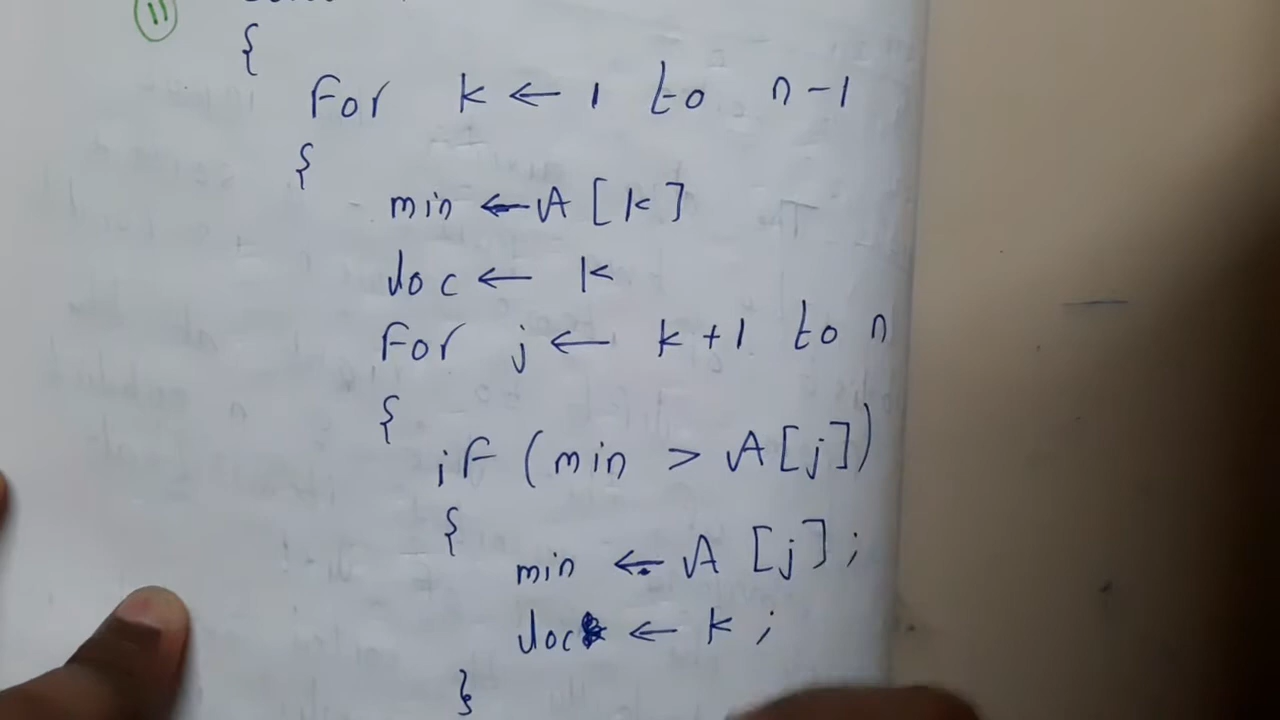 11
{
For k ← 1 to n-1
{
min ← A [k]
loc ← k
For j ← k+1 to n
{
if (min > A[j])
{
min ← A [j];
loc ← k;
}